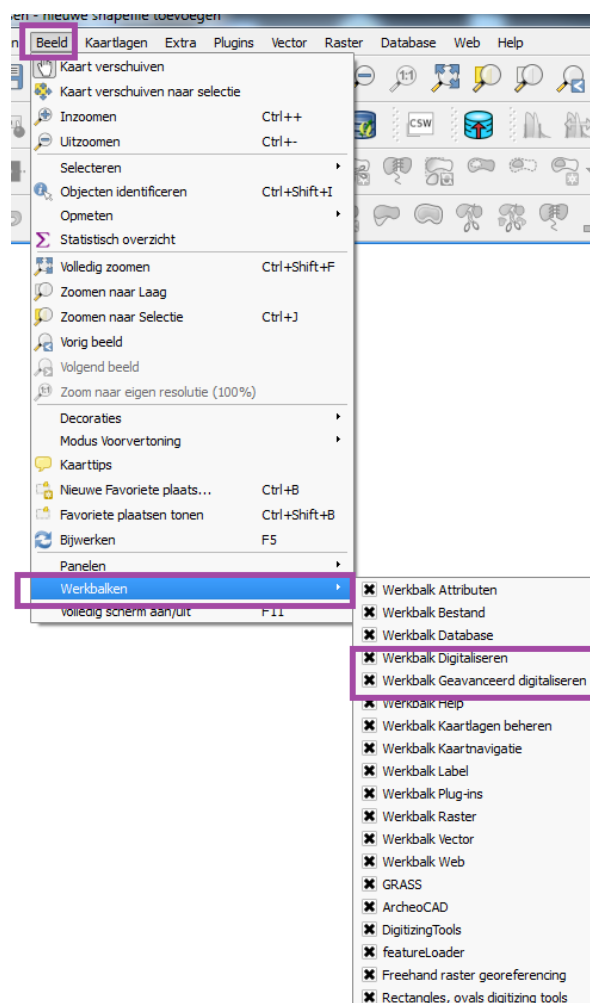 nieuwe shapefile toevoegen
Beeld Kaartlagen Extra Plugins Vector Raster Database Web Help
Kaart verschuiven
Kaart verschuiven naar selectie
Inzoomen Ctrl++
Uitzoomen Ctrl+-
Selecteren
Objecten identificeren Ctrl+Shift+I
Opmeten
Statistisch overzicht
Volledig zoomen Ctrl+Shift+F
Zoomen naar Laag
Zoomen naar Selectie Ctrl+J
Vorig beeld
Volgend beeld
Zoom naar eigen resolutie (100%)
Decoraties
Modus Voorvertoning
Kaarttips
Nieuwe Favoriete plaats... Ctrl+B
Favoriete plaatsen tonen Ctrl+Shift+B
Bijwerken F5
Panelen
Werkbalken
Volledig scherm aan/uit F11
Werkbalk Attributen
Werkbalk Bestand
Werkbalk Database
Werkbalk Digitaliseren
Werkbalk Geavanceerd digitaliseren
Werkbalk Help
Werkbalk Kaartlagen beheren
Werkbalk Kaartnavigatie
Werkbalk Label
Werkbalk Plug-ins
Werkbalk Raster
Werkbalk Vector
Werkbalk Web
GRASS
ArcheoCAD
DigitizingTools
featureLoader
Freehand raster georeferencing
Rectangles, ovals digitizing tools
1:1
CSW